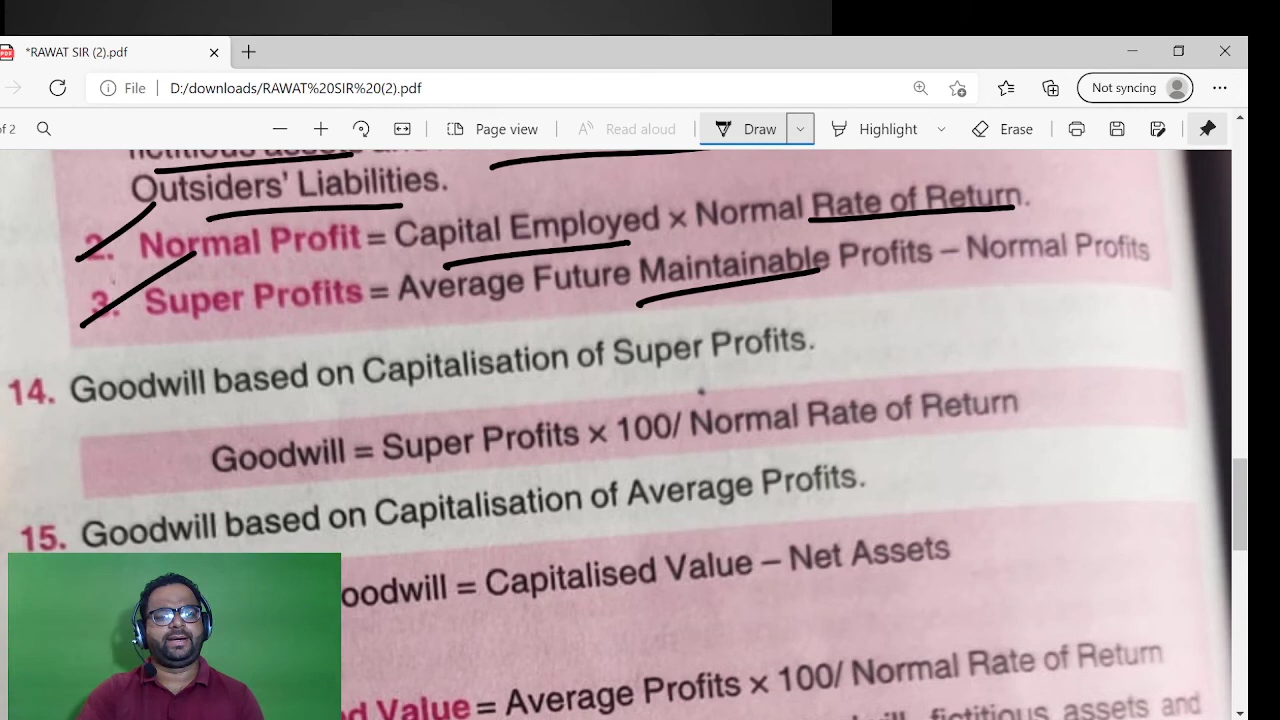 *RAWAT SIR (2).pdf
File D:/downloads/RAWAT%20SIR%20(2).pdf
Not syncing
of 2
Page view
Read aloud
Draw
Highlight
Erase
fictitious assets and
Outsiders' Liabilities.
2. Normal Profit = Capital Employed × Normal Rate of Return.
3. Super Profits = Average Future Maintainable Profits – Normal Profits
14. Goodwill based on Capitalisation of Super Profits.
Goodwill = Super Profits × 100/ Normal Rate of Return
15. Goodwill based on Capitalisation of Average Profits.
oodwill = Capitalised Value – Net Assets
d Value = Average Profits × 100/ Normal Rate of Return
fictitious assets and